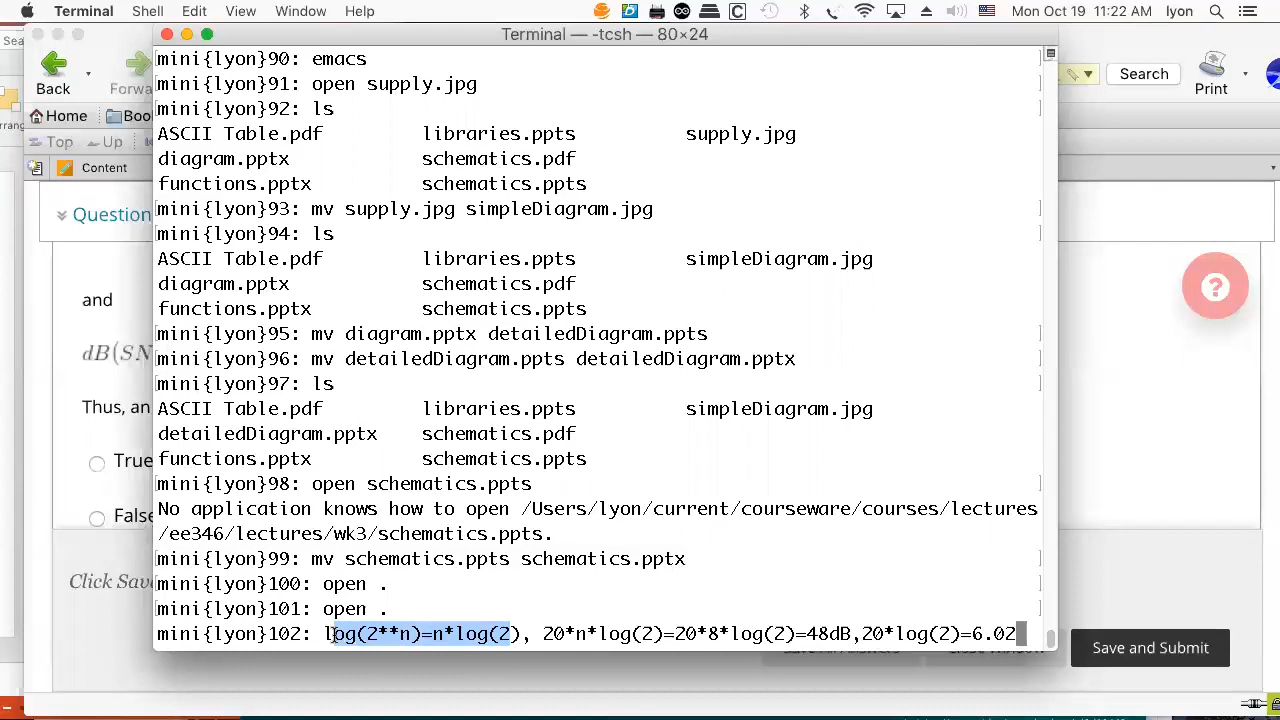 Terminal Shell Edit View Window Help Mon Oct 19 11:22 AM lyon
Terminal — -tcsh — 80×24
mini{lyon}90: emacs
mini{lyon}91: open supply.jpg
mini{lyon}92: ls
ASCII Table.pdf libraries.ppts supply.jpg
diagram.pptx schematics.pdf
functions.pptx schematics.ppts
mini{lyon}93: mv supply.jpg simpleDiagram.jpg
mini{lyon}94: ls
ASCII Table.pdf libraries.ppts simpleDiagram.jpg
diagram.pptx schematics.pdf
functions.pptx schematics.ppts
mini{lyon}95: mv diagram.pptx detailedDiagram.ppts
mini{lyon}96: mv detailedDiagram.ppts detailedDiagram.pptx
mini{lyon}97: ls
ASCII Table.pdf libraries.ppts simpleDiagram.jpg
detailedDiagram.pptx schematics.pdf
functions.pptx schematics.ppts
mini{lyon}98: open schematics.ppts
No application knows how to open /Users/lyon/current/courseware/courses/lectures
/ee346/lectures/wk3/schematics.ppts.
mini{lyon}99: mv schematics.ppts schematics.pptx
mini{lyon}100: open .
mini{lyon}101: open .
mini{lyon}102: log(2**n)=n*log(2), 20*n*log(2)=20*8*log(2)=48dB,20*log(2)=6.02
Sea
Back Forwa
Search Print
Home Boo
Top Up
Content
Question
and
dB(SN
Thus, an
True
False
Click Save
Save and Submit